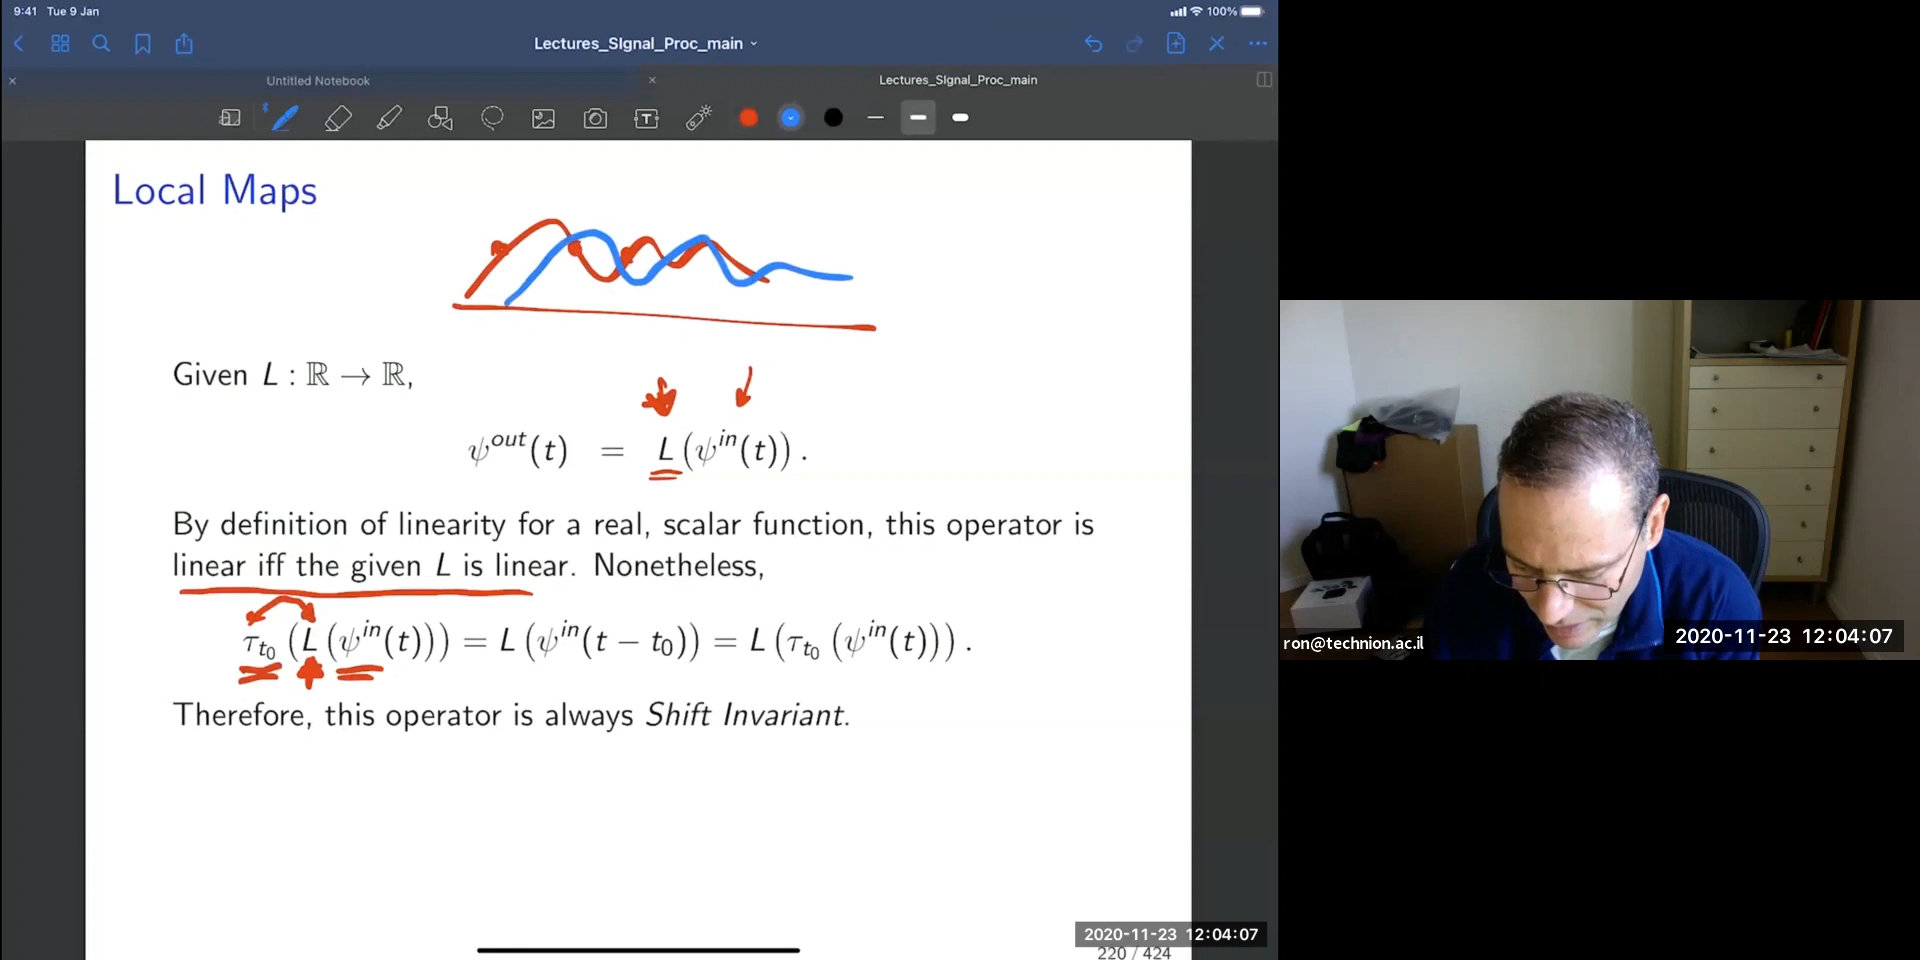 9:41 Tue 9 Jan
100%
Lectures_SIgnal_Proc_main
Untitled Notebook
Lectures_SIgnal_Proc_main
Local Maps
Given L : ℝ → ℝ,
ψ^out(t) = L(ψ^in(t)).
By definition of linearity for a real, scalar function, this operator is
linear iff the given L is linear. Nonetheless,
τ_t₀ (L (ψ^in(t))) = L (ψ^in(t − t₀)) = L (τ_t₀ (ψ^in(t))).
Therefore, this operator is always Shift Invariant.
2020-11-23 12:04:07
220 / 424
ron@technion.ac.il
2020-11-23 12:04:07